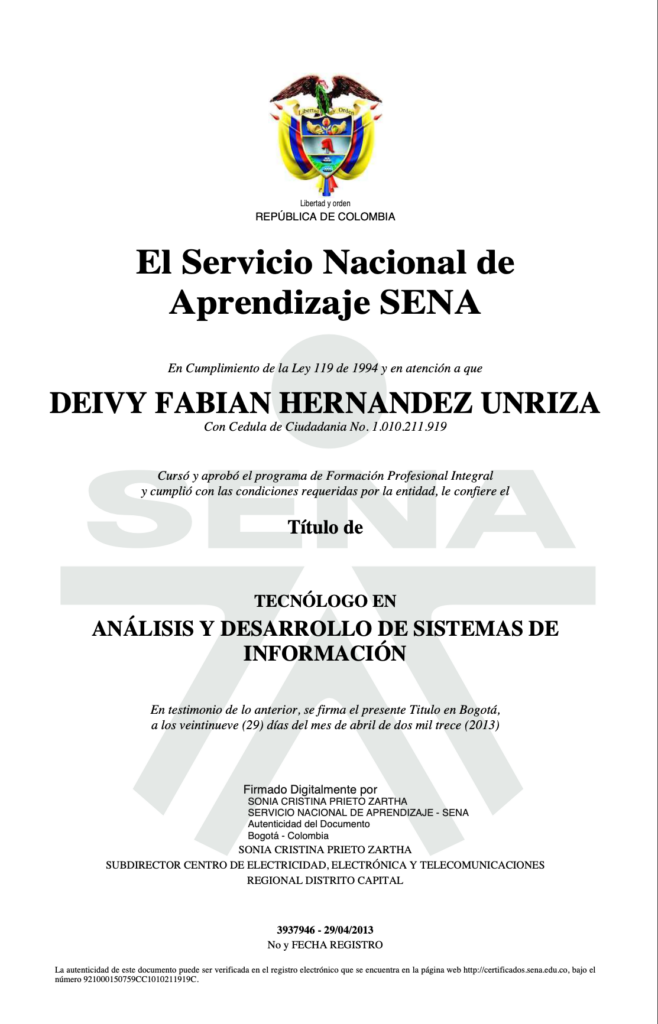 Libertad y Orden
Libertad y orden
REPÚBLICA DE COLOMBIA
El Servicio Nacional de
Aprendizaje SENA
En Cumplimiento de la Ley 119 de 1994 y en atención a que
DEIVY FABIAN HERNANDEZ UNRIZA
Con Cedula de Ciudadania No. 1.010.211.919
Cursó y aprobó el programa de Formación Profesional Integral
y cumplió con las condiciones requeridas por la entidad, le confiere el
SENA
Título de
TECNÓLOGO EN
ANÁLISIS Y DESARROLLO DE SISTEMAS DE
INFORMACIÓN
En testimonio de lo anterior, se firma el presente Titulo en Bogotá,
a los veintinueve (29) días del mes de abril de dos mil trece (2013)
Firmado Digitalmente por
SONIA CRISTINA PRIETO ZARTHA
SERVICIO NACIONAL DE APRENDIZAJE - SENA
Autenticidad del Documento
Bogotá - Colombia
SONIA CRISTINA PRIETO ZARTHA
SUBDIRECTOR CENTRO DE ELECTRICIDAD, ELECTRÓNICA Y TELECOMUNICACIONES
REGIONAL DISTRITO CAPITAL
3937946 - 29/04/2013
No y FECHA REGISTRO
La autenticidad de este documento puede ser verificada en el registro electrónico que se encuentra en la página web http://certificados.sena.edu.co, bajo el
número 921000150759CC1010211919C.